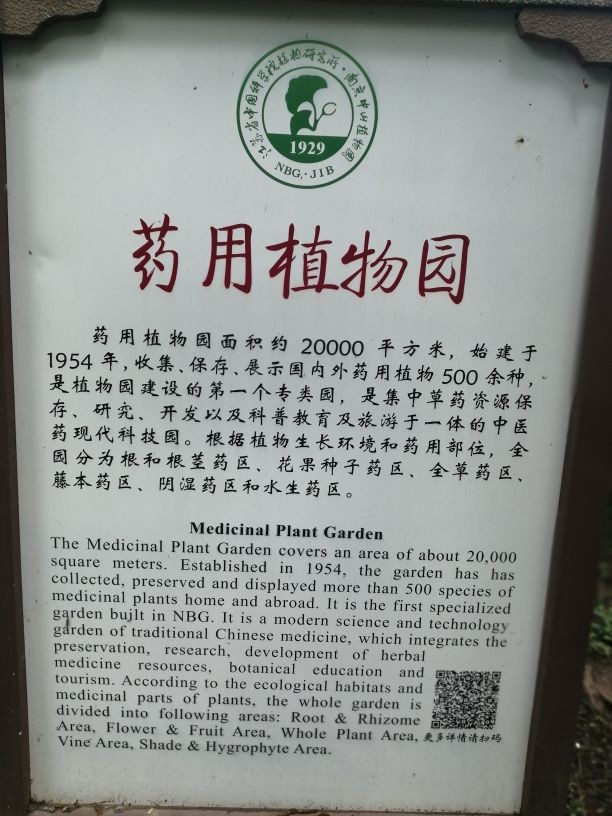 江苏省中国科学院植物研究所·南京中山植物园
1929
NBG,·JIB
药用植物园
药用植物园面积约 20000 平方米，始建于
1954 年，收集、保存、展示国内外药用植物 500 余种，
是植物园建设的第一个专类园，是集中草药资源保
存、研究、开发以及科普教育及旅游于一体的中医
药现代科技园。根据植物生长环境和药用部位，全
园分为根和根茎药区、花果种子药区、全草药区、
藤本药区、阴湿药区和水生药区。
Medicinal Plant Garden
The Medicinal Plant Garden covers an area of about 20,000
square meters. Established in 1954, the garden has has
collected, preserved and displayed more than 500 species of
medicinal plants home and abroad. It is the first specialized
garden built in NBG. It is a modern science and technology
garden of traditional Chinese medicine, which integrates the
preservation, research, development of herbal
medicine resources, botanical education and
tourism. According to the ecological habitats and
medicinal parts of plants, the whole garden is
divided into following areas: Root & Rhizome
Area, Flower & Fruit Area, Whole Plant Area,
Vine Area, Shade & Hygrophyte Area.
更多详情请扫码